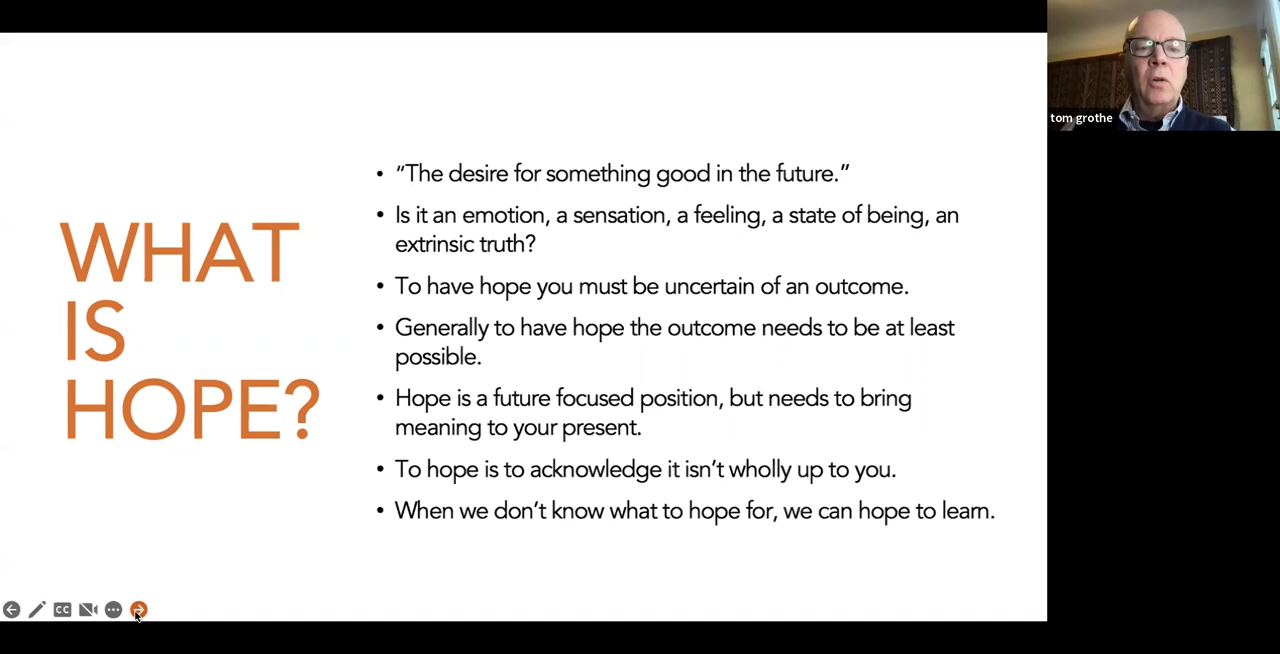 WHAT
IS
HOPE?
• “The desire for something good in the future.”
• Is it an emotion, a sensation, a feeling, a state of being, an
extrinsic truth?
• To have hope you must be uncertain of an outcome.
• Generally to have hope the outcome needs to be at least
possible.
• Hope is a future focused position, but needs to bring
meaning to your present.
• To hope is to acknowledge it isn’t wholly up to you.
• When we don’t know what to hope for, we can hope to learn.
tom grothe
CC